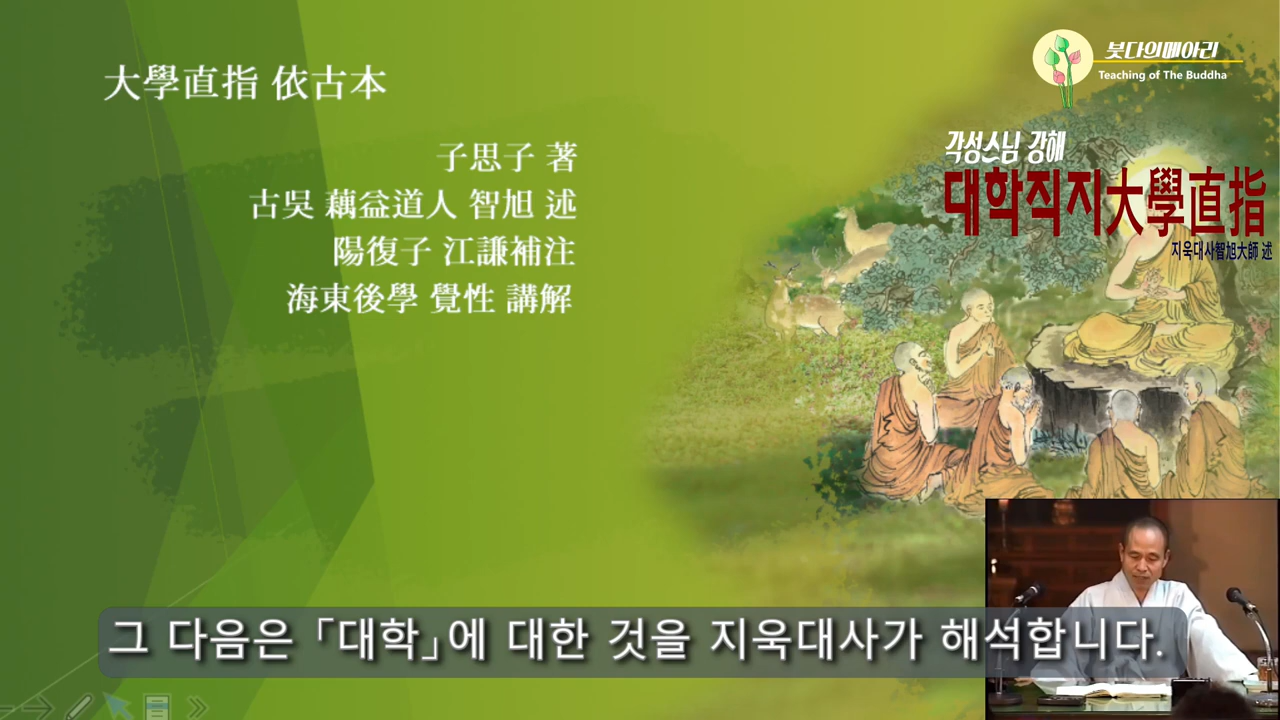 大學直指 依古本
子思子 著
古吳 藕益道人 智旭 述
陽復子 江謙補注
海東後學 覺性 講解
붓다의메아리
Teaching of The Buddha
각성스님 강해
대학직지大學直指
지욱대사智旭大師 述
그 다음은 「대학」에 대한 것을 지욱대사가 해석합니다.